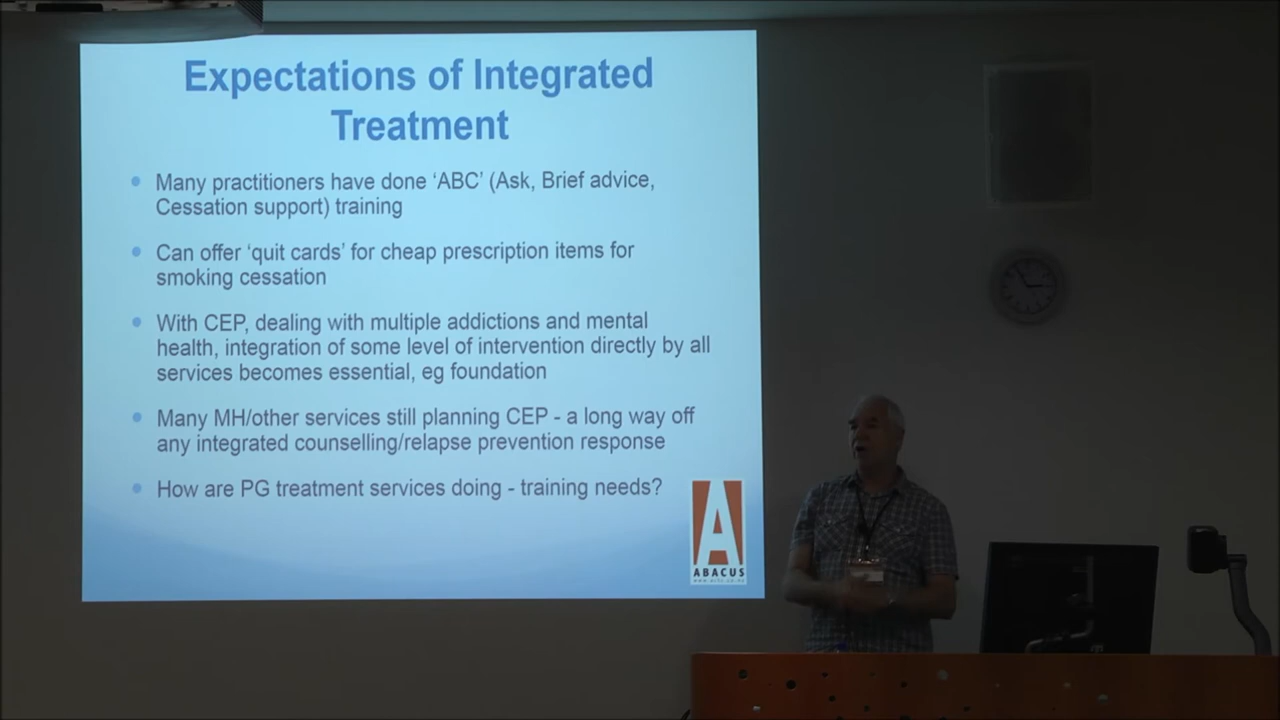 Expectations of Integrated
Treatment
Many practitioners have done ‘ABC’ (Ask, Brief advice,
Cessation support) training
Can offer ‘quit cards’ for cheap prescription items for
smoking cessation
With CEP, dealing with multiple addictions and mental
health, integration of some level of intervention directly by all
services becomes essential, eg foundation
Many MH/other services still planning CEP - a long way off
any integrated counselling/relapse prevention response
How are PG treatment services doing - training needs?
A
ABACUS